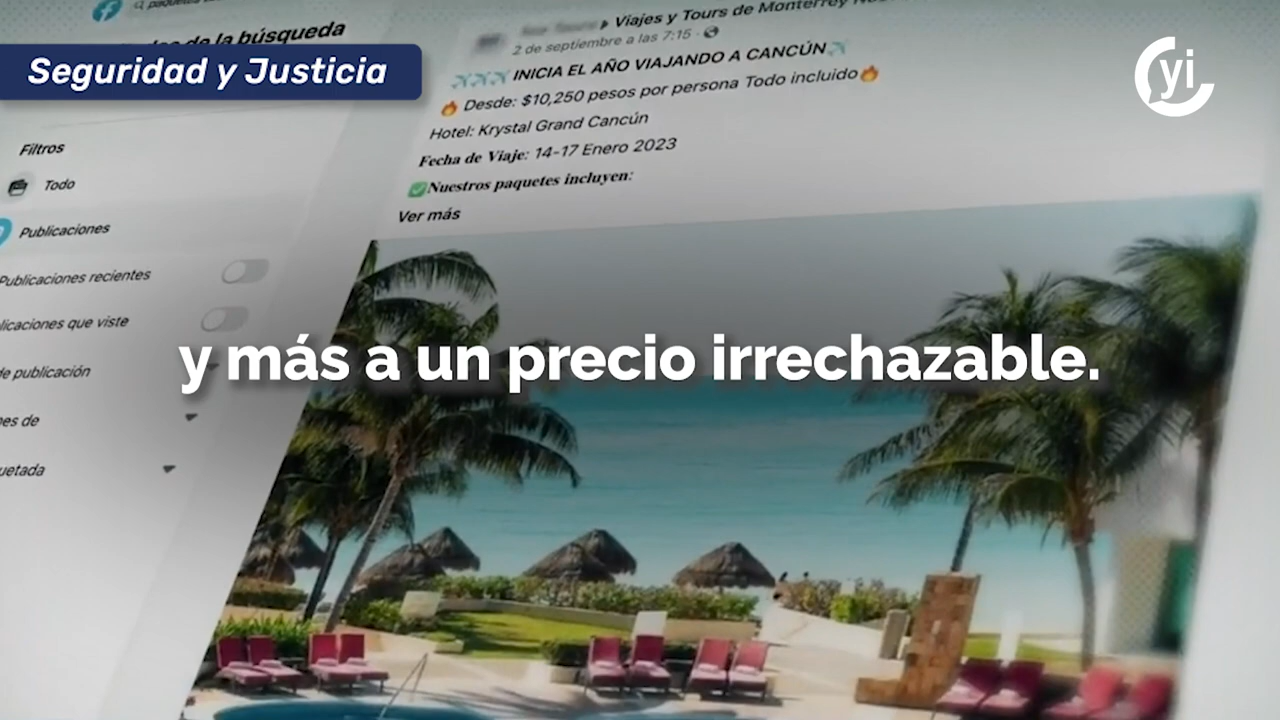 de la búsqueda
Seguridad y Justicia
yi
Filtros
Todo
Publicaciones
Publicaciones recientes
licaciones que viste
de publicación
nes de
uetada
Viajes y Tours de Monterrey
2 de septiembre a las 7:15
✈✈✈ INICIA EL AÑO VIAJANDO A CANCÚN✈
🔥 Desde: $10,250 pesos por persona Todo incluido🔥
Hotel: Krystal Grand Cancún
Fecha de Viaje: 14-17 Enero 2023
✅Nuestros paquetes incluyen:
Ver más
y más a un precio irrechazable.